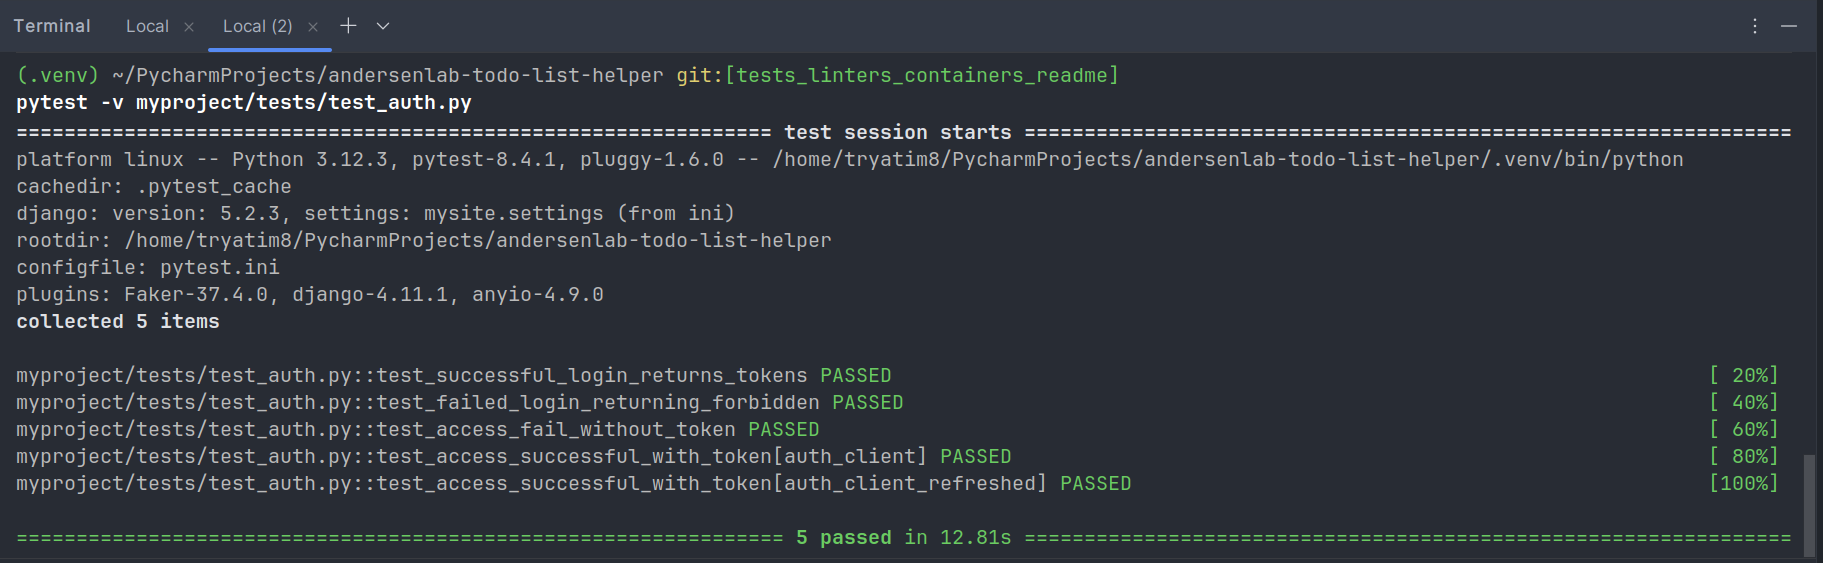 Terminal Local × Local (2) ×
(.venv) ~/PycharmProjects/andersenlab-todo-list-helper git:[tests_linters_containers_readme]
pytest -v myproject/tests/test_auth.py
=============================================================== test session starts ================================================================
platform linux -- Python 3.12.3, pytest-8.4.1, pluggy-1.6.0 -- /home/tryatim8/PycharmProjects/andersenlab-todo-list-helper/.venv/bin/python
cachedir: .pytest_cache
django: version: 5.2.3, settings: mysite.settings (from ini)
rootdir: /home/tryatim8/PycharmProjects/andersenlab-todo-list-helper
configfile: pytest.ini
plugins: Faker-37.4.0, django-4.11.1, anyio-4.9.0
collected 5 items
myproject/tests/test_auth.py::test_successful_login_returns_tokens PASSED [ 20%]
myproject/tests/test_auth.py::test_failed_login_returning_forbidden PASSED [ 40%]
myproject/tests/test_auth.py::test_access_fail_without_token PASSED [ 60%]
myproject/tests/test_auth.py::test_access_successful_with_token[auth_client] PASSED [ 80%]
myproject/tests/test_auth.py::test_access_successful_with_token[auth_client_refreshed] PASSED [100%]
================================================================ 5 passed in 12.81s ================================================================